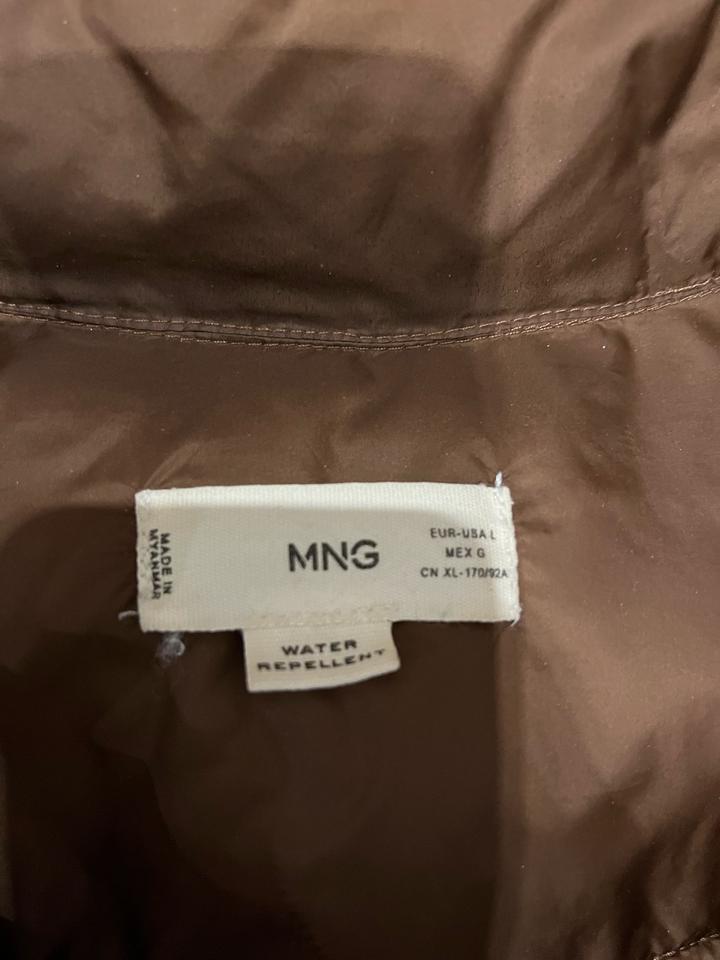 MADE IN
MYANMAR
MNG
EUR-USA L
MEX G
CN XL-170/92A
WATER
REPELLENT